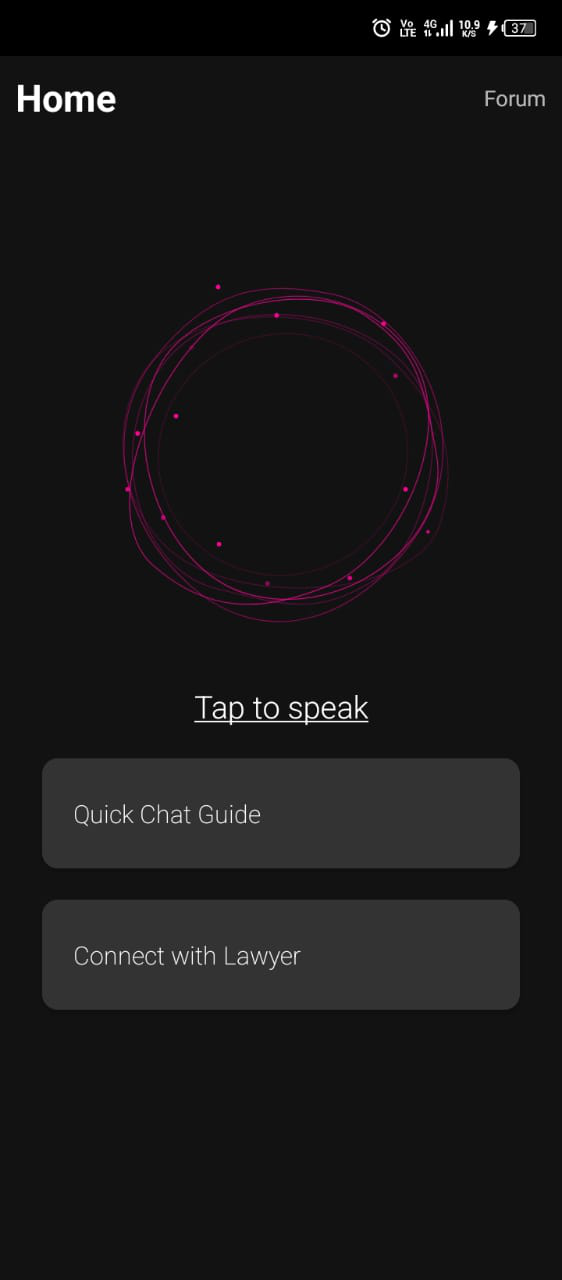 Vo LTE 4G 10.9 K/S 37
Home
Forum
Tap to speak
Quick Chat Guide
Connect with Lawyer